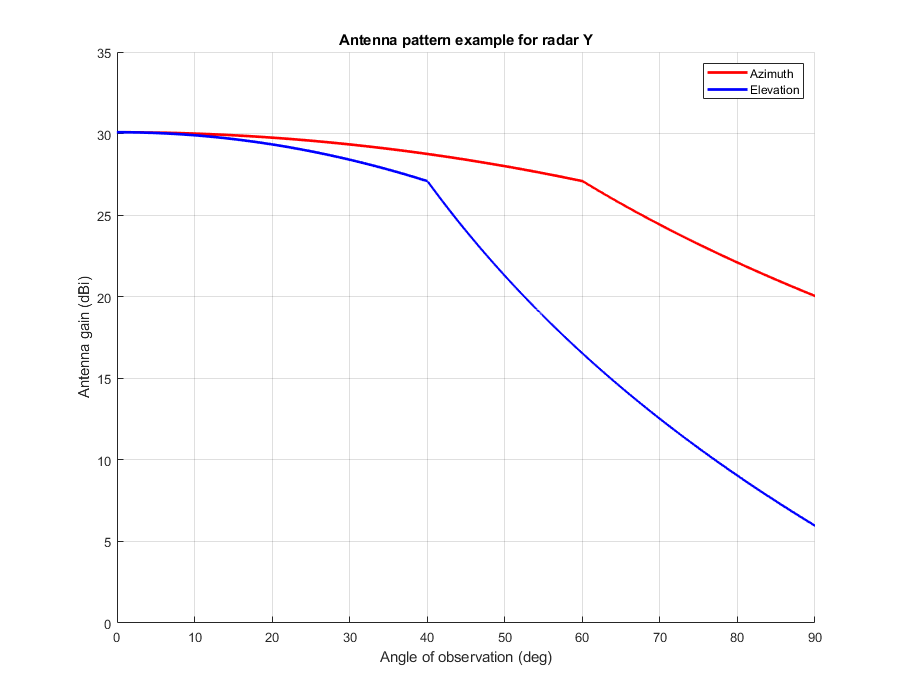 Antenna pattern example for radar Y
Azimuth
Elevation
35
30
25
20
15
10
5
0
Antenna gain (dBi)
0 10 20 30 40 50 60 70 80 90
Angle of observation (deg)